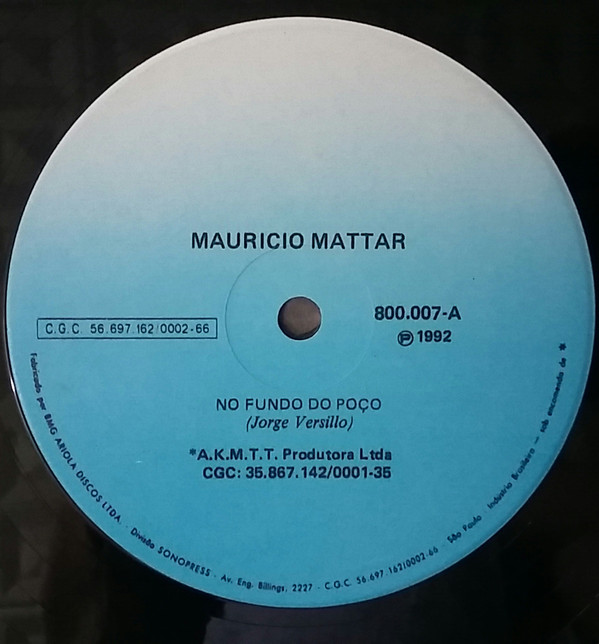 MAURICIO MATTAR
C.G.C. 56.697.162/0002-66
800.007-A
Ⓟ 1992
NO FUNDO DO POÇO
(Jorge Versillo)
*A.K.M.T.T. Produtora Ltda
CGC: 35.867.142/0001-35
Fabricado por BMG ARIOLA DISCOS LTDA. - Divisão SONOPRESS - Av. Eng. Billings, 2227 - C.G.C. 56.697.162/0002-66 - São Paulo - Indústria Brasileira — sob encomenda de *